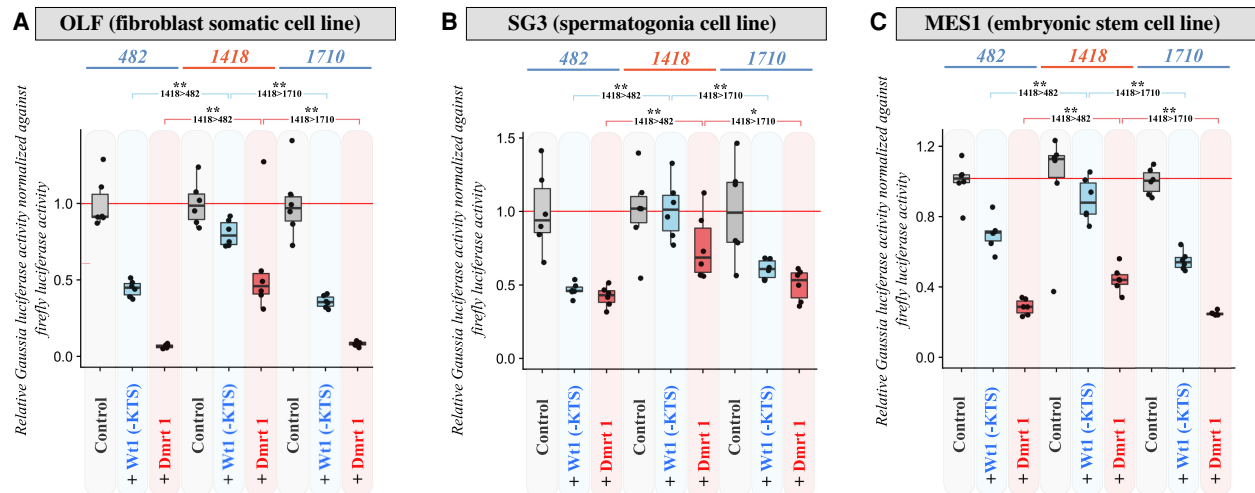 A
OLF (fibroblast somatic cell line)
482
1418
1710
**
1418>482
**
1418>1710
**
1418>482
**
1418>1710
Relative Gaussia luciferase activity normalized against
firefly luciferase activity
1.0
0.5
0.0
Control
+ Wt1 (-KTS)
+ Dmrt 1
Control
+ Wt1 (-KTS)
+ Dmrt 1
Control
+ Wt1 (-KTS)
+ Dmrt 1
B
SG3 (spermatogonia cell line)
482
1418
1710
**
1418>482
**
1418>1710
**
1418>482
*
1418>1710
Relative Gaussia luciferase activity normalized against
firefly luciferase activity
1.5
1.0
0.5
0.0
Control
+ Wt1 (-KTS)
+ Dmrt 1
Control
+ Wt1 (-KTS)
+ Dmrt 1
Control
+ Wt1 (-KTS)
+ Dmrt 1
C
MES1 (embryonic stem cell line)
482
1418
1710
**
1418>482
**
1418>1710
**
1418>482
**
1418>1710
Relative Gaussia luciferase activity normalized against
firefly luciferase activity
1.2
0.8
0.4
0.0
Control
+ Wt1 (-KTS)
+ Dmrt 1
Control
+ Wt1 (-KTS)
+ Dmrt 1
Control
+ Wt1 (-KTS)
+ Dmrt 1